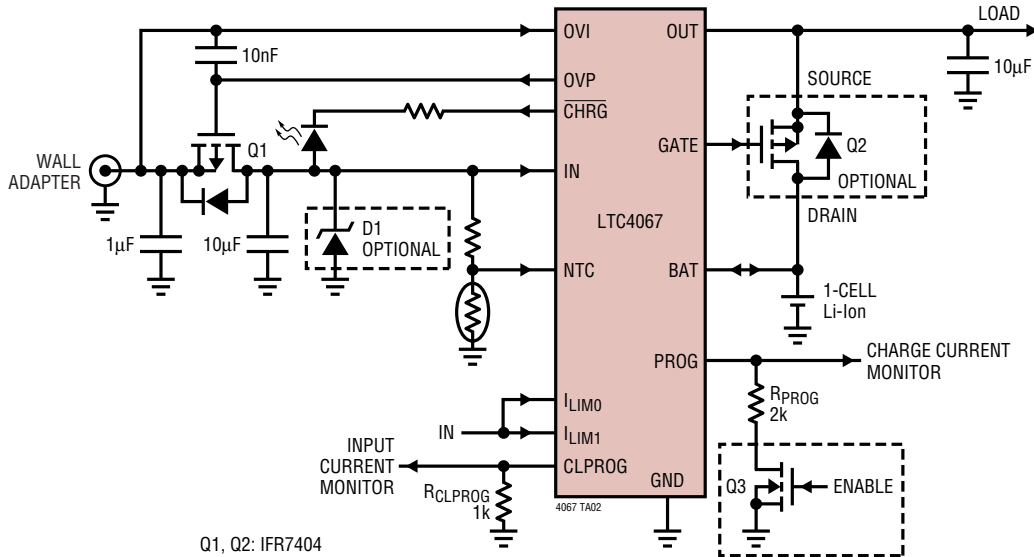 OVI
OUT
LOAD
10nF
10µF
OVP
SOURCE
CHRG
Q1
GATE
Q2
WALL
ADAPTER
IN
OPTIONAL
LTC4067
DRAIN
D1
OPTIONAL
1µF
10µF
NTC
BAT
1-CELL
Li-Ion
PROG
CHARGE CURRENT
MONITOR
RPROG
2k
ILIM0
IN
ILIM1
INPUT
CURRENT
MONITOR
CLPROG
RCLPROG
1k
GND
Q3
ENABLE
4067 TA02
Q1, Q2: IFR7404